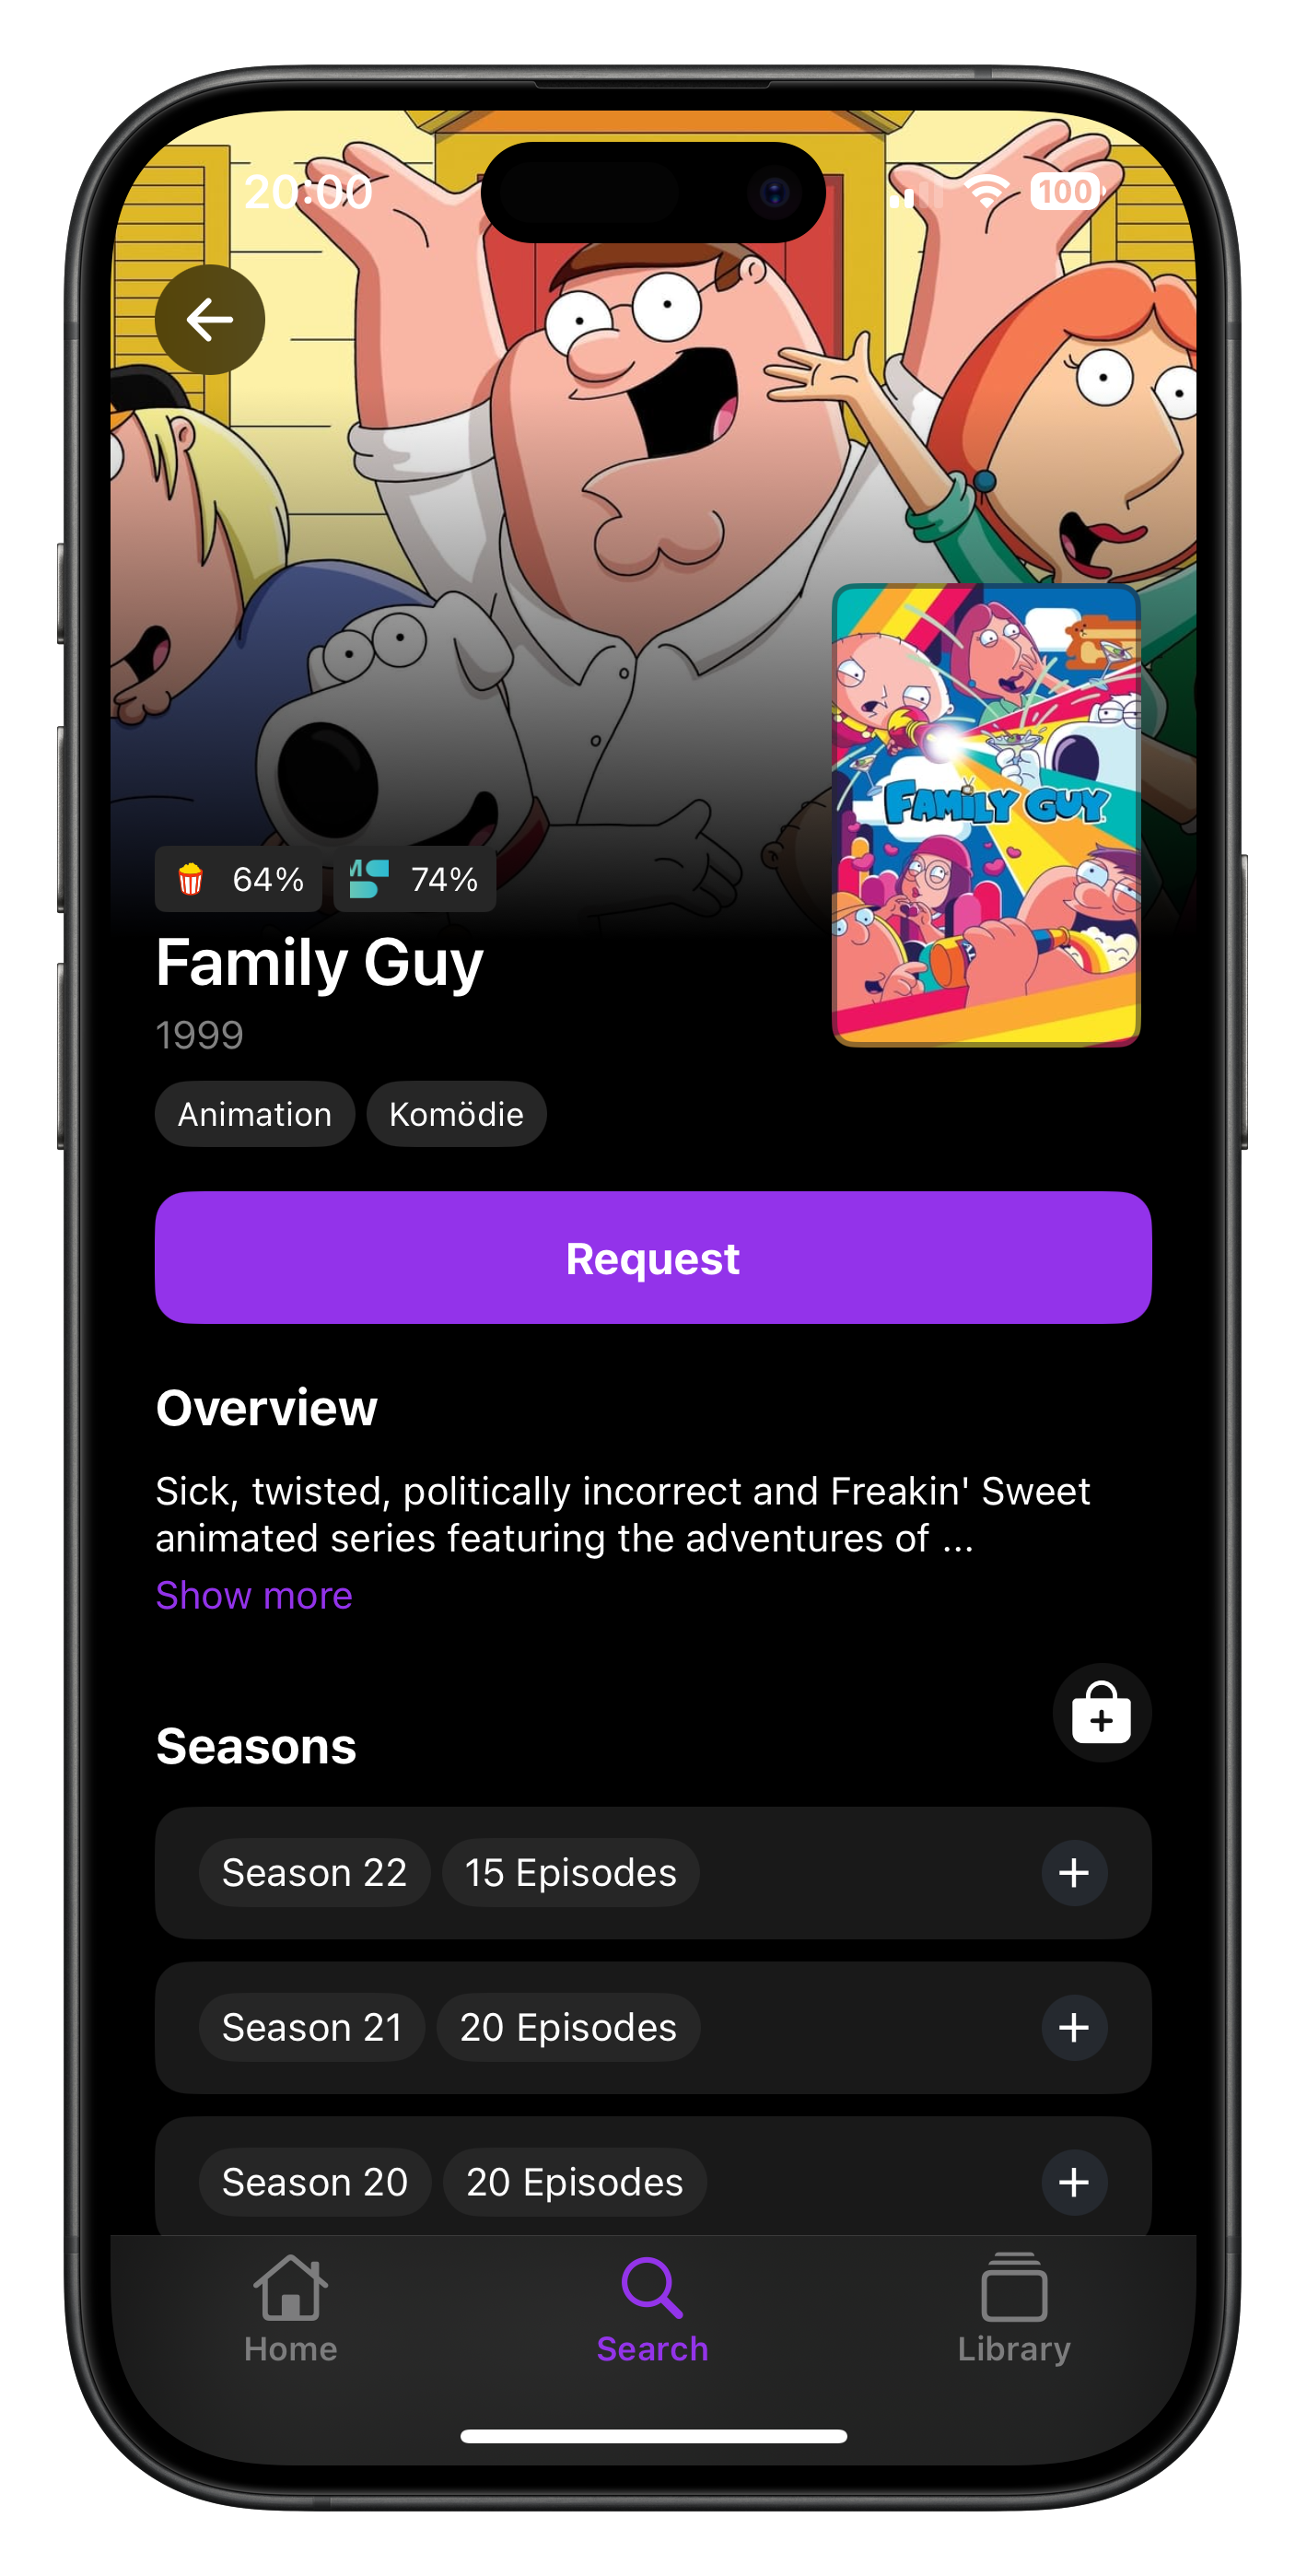 20:00
100
FAMILY GUY
64%
74%
Family Guy
1999
Animation
Komödie
Request
Overview
Sick, twisted, politically incorrect and Freakin' Sweet
animated series featuring the adventures of ...
Show more
Seasons
Season 22
15 Episodes
Season 21
20 Episodes
Season 20
20 Episodes
Home
Search
Library